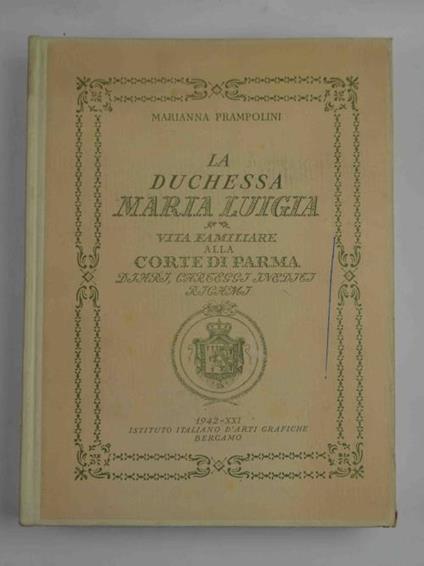 MARIANNA PRAMPOLINI
LA
DUCHESSA
MARIA LUIGIA
VITA FAMILIARE
ALLA
CORTE DI PARMA
DIARI, CARTEGGI INEDITI
RICAMI
1942-XXI
ISTITUTO ITALIANO D'ARTI GRAFICHE
BERGAMO